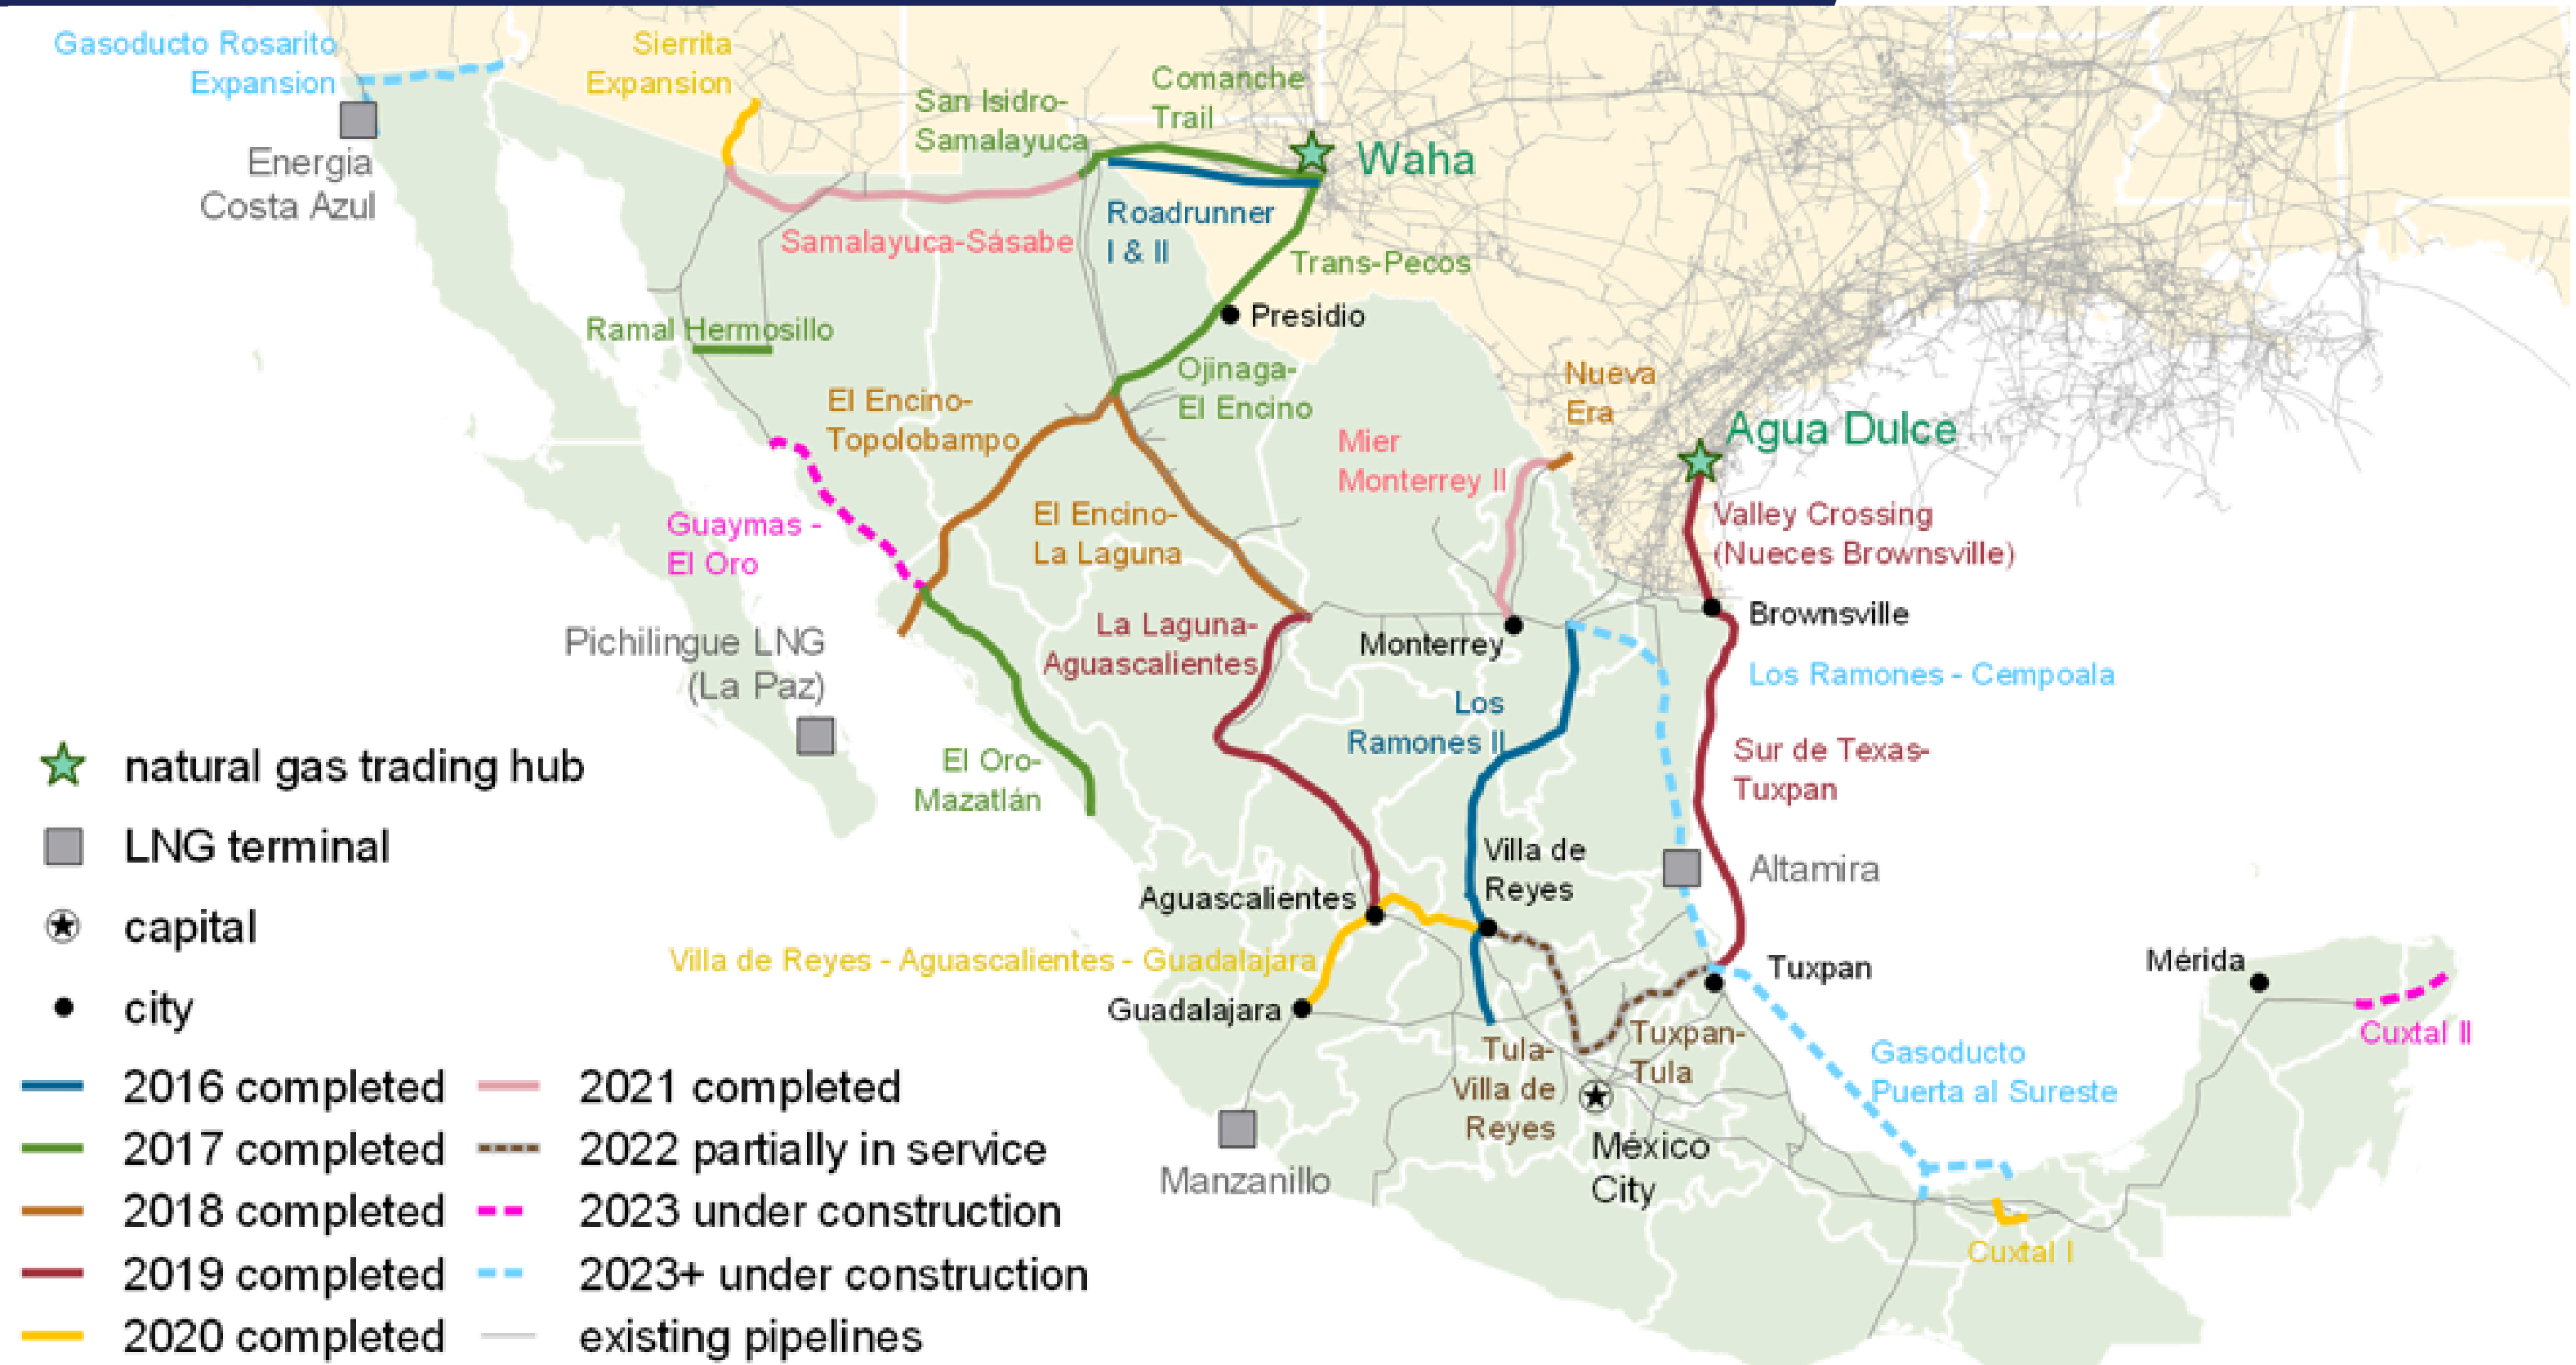 Gasoducto Rosarito
Expansion
Sierrita
Expansion
San Isidro-
Samalayuca
Comanche
Trail
Waha
Energia
Costa Azul
Samalayuca-Sásabe
Roadrunner
I & II
Trans-Pecos
Presidio
Ramal Hermosillo
Ojinaga-
El Encino
El Encino-
Topolobampo
Nueva
Era
Agua Dulce
Mier
Monterrey II
Guaymas -
El Oro
El Encino-
La Laguna
Valley Crossing
(Nueces Brownsville)
Brownsville
Pichilingue LNG
(La Paz)
La Laguna-
Aguascalientes
Monterrey
Los Ramones - Cempoala
Los
Ramones II
El Oro-
Mazatlán
Sur de Texas-
Tuxpan
Villa de
Reyes
Altamira
Aguascalientes
Villa de Reyes - Aguascalientes - Guadalajara
Guadalajara
Tuxpan
Mérida
Cuxtal II
Tula-
Villa de
Reyes
Tuxpan-
Tula
Gasoducto
Puerta al Sureste
México
City
Manzanillo
Cuxtal I
natural gas trading hub
LNG terminal
capital
city
2016 completed
2017 completed
2018 completed
2019 completed
2020 completed
2021 completed
2022 partially in service
2023 under construction
2023+ under construction
existing pipelines